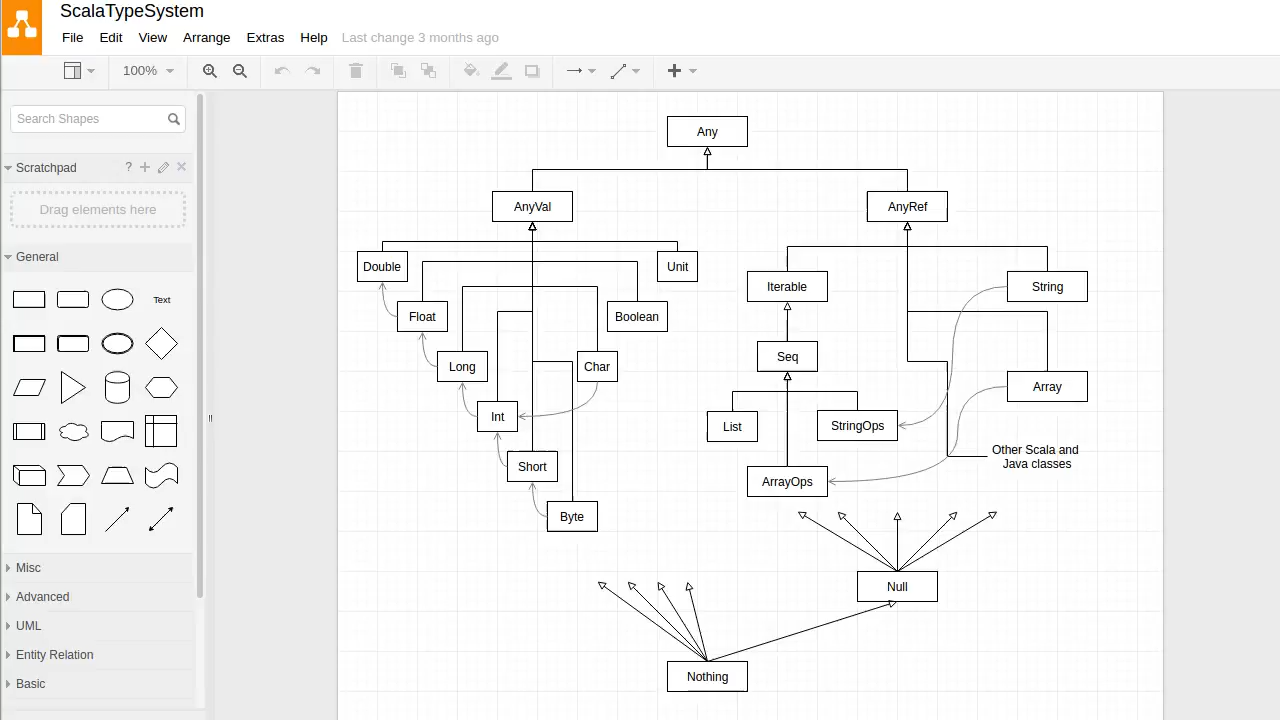 ScalaTypeSystem
File Edit View Arrange Extras Help Last change 3 months ago
100%
Search Shapes
Scratchpad ?
Drag elements here
General
Text
Misc
Advanced
UML
Entity Relation
Basic
Any
AnyVal
AnyRef
Double
Unit
Iterable
String
Float
Boolean
Seq
Long
Char
Array
Int
List
StringOps
Short
Other Scala and
Java classes
ArrayOps
Byte
Null
Nothing